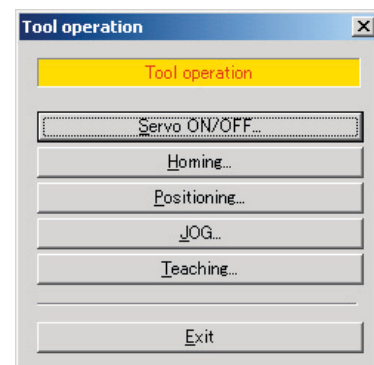 Tool operation
Tool operation
Servo ON/OFF...
Homing...
Positioning...
JOG...
Teaching...
Exit